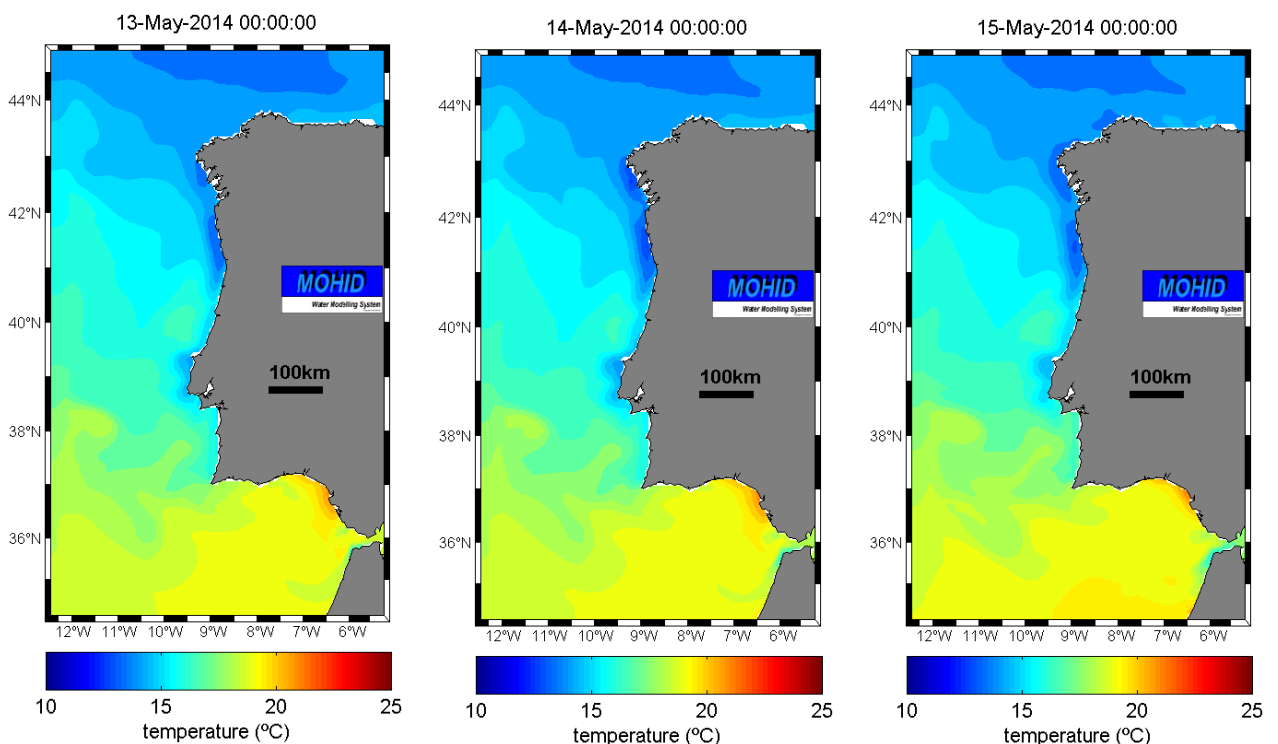 13-May-2014 00:00:00
44°N
42°N
40°N
38°N
36°N
MOHID
Water Modelling System
100km
12°W 11°W 10°W 9°W 8°W 7°W 6°W
10 15 20 25
temperature (ºC)
14-May-2014 00:00:00
44°N
42°N
40°N
38°N
36°N
MOHID
Water Modelling System
100km
12°W 11°W 10°W 9°W 8°W 7°W 6°W
10 15 20 25
temperature (ºC)
15-May-2014 00:00:00
44°N
42°N
40°N
38°N
36°N
MOHID
Water Modelling System
100km
12°W 11°W 10°W 9°W 8°W 7°W 6°W
10 15 20 25
temperature (ºC)